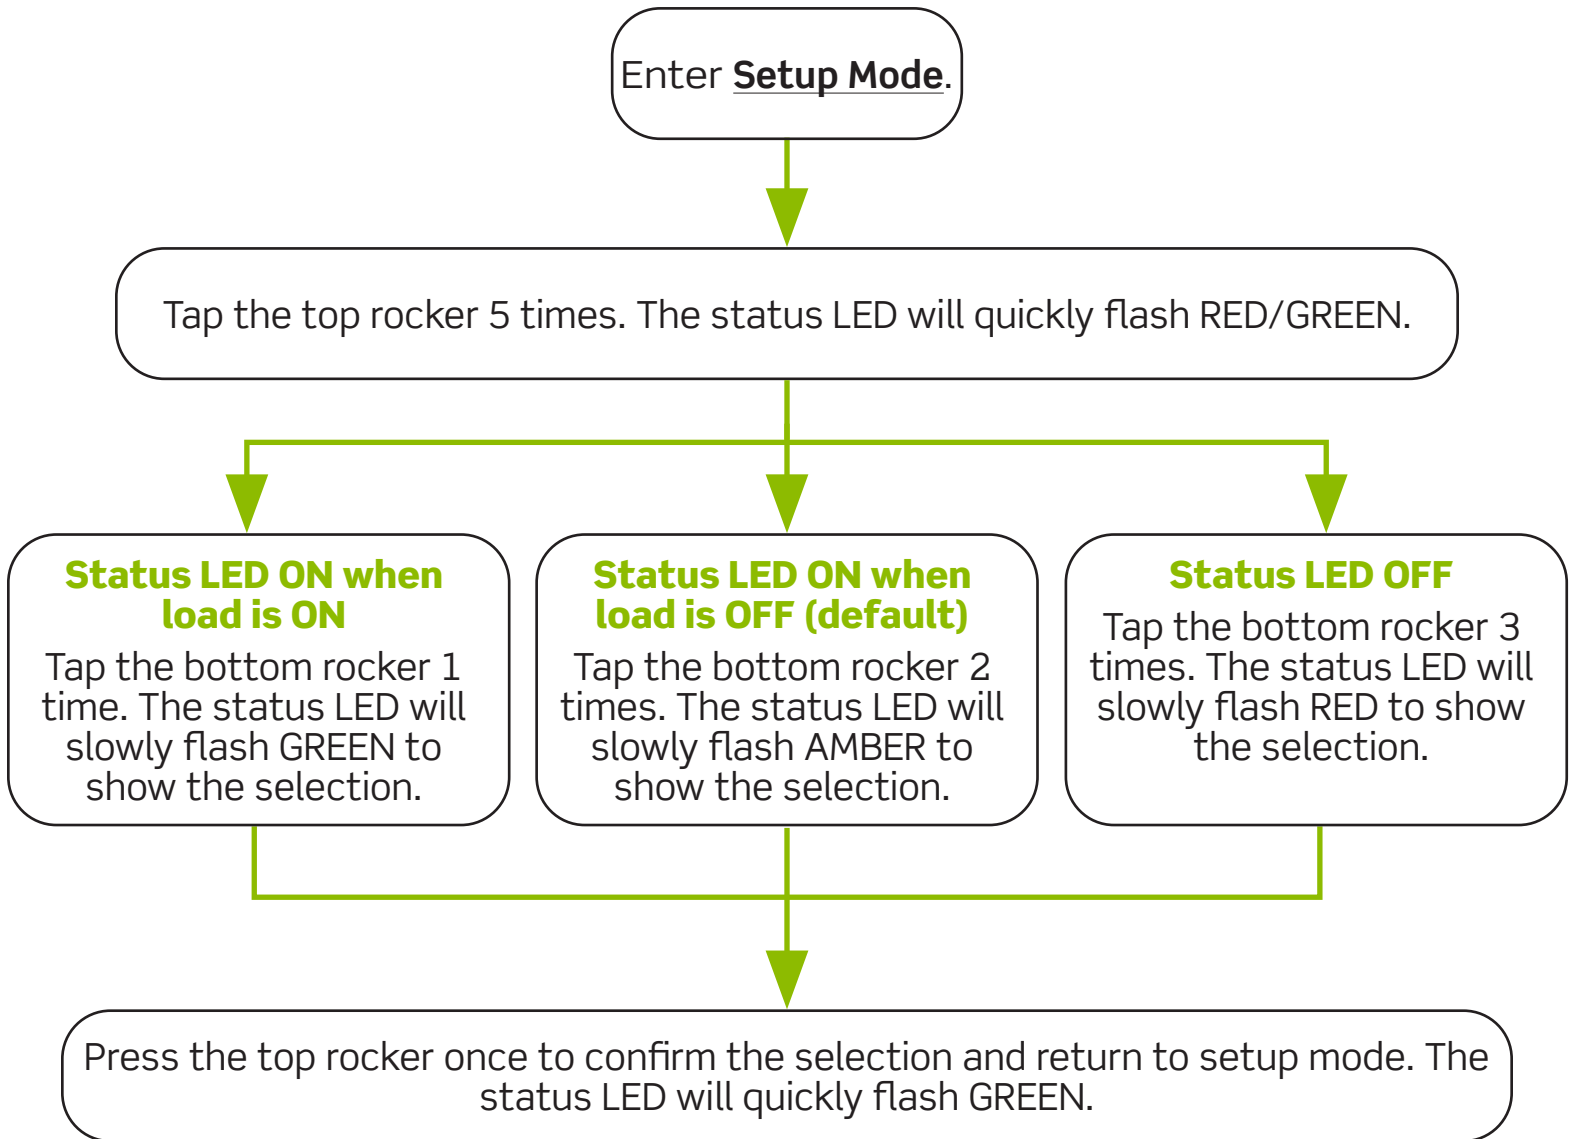 Enter Setup Mode.
Tap the top rocker 5 times. The status LED will quickly flash RED/GREEN.
Status LED ON when
load is ON
Tap the bottom rocker 1
time. The status LED will
slowly flash GREEN to
show the selection.
Status LED ON when
load is OFF (default)
Tap the bottom rocker 2
times. The status LED will
slowly flash AMBER to
show the selection.
Status LED OFF
Tap the bottom rocker 3
times. The status LED will
slowly flash RED to show
the selection.
Press the top rocker once to confirm the selection and return to setup mode. The
status LED will quickly flash GREEN.